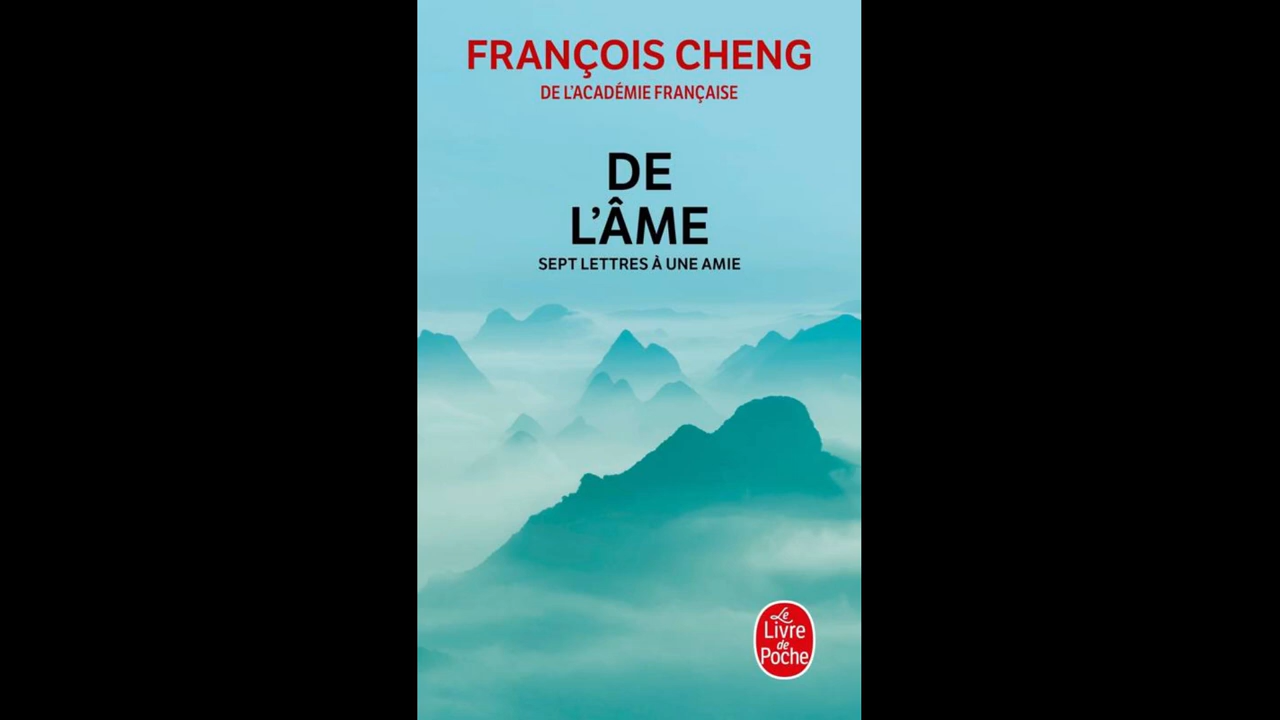 FRANÇOIS CHENG
DE L'ACADÉMIE FRANÇAISE
DE
L'ÂME
SEPT LETTRES À UNE AMIE
Le
Livre
de
Poche